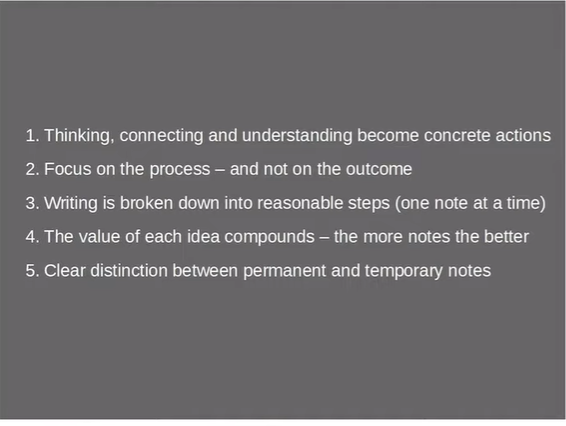 1. Thinking, connecting and understanding become concrete actions
2. Focus on the process – and not on the outcome
3. Writing is broken down into reasonable steps (one note at a time)
4. The value of each idea compounds – the more notes the better
5. Clear distinction between permanent and temporary notes